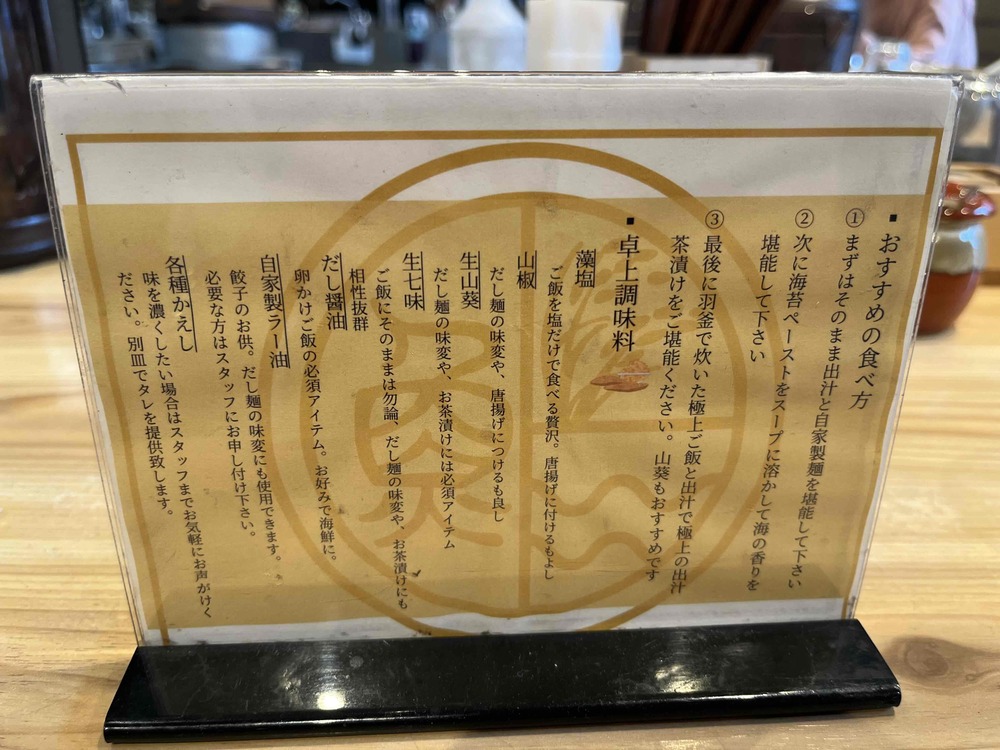 ▪おすすめの食べ方
①まずはそのまま出汁と自家製麺を堪能して下さい
②次に海苔ペーストをスープに溶かして海の香りを
堪能して下さい
③最後に羽釜で炊いた極上ご飯と出汁で極上の出汁
茶漬けをご堪能ください。山葵もおすすめです
▪卓上調味料
藻塩
ご飯を塩だけで食べる贅沢。唐揚げに付けるもよし
山椒
だし麺の味変や、唐揚げにつけるも良し
生山葵
だし麺の味変や、お茶漬けには必須アイテム
生七味
ご飯にそのままは勿論、だし麺の味変や、お茶漬けにも
相性抜群
だし醤油
卵かけご飯の必須アイテム。お好みで海鮮に。
自家製ラー油
餃子のお供。だし麺の味変にも使用できます。
必要な方はスタッフにお申し付け下さい。
各種かえし
味を濃くしたい場合はスタッフまでお気軽にお声がけく
ださい。別皿でタレを提供致します。